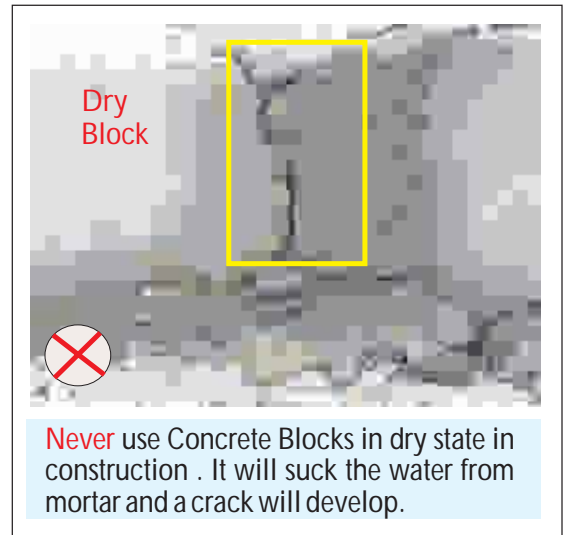 Dry
Block
Never use Concrete Blocks in dry state in
construction . It will suck the water from
mortar and a crack will develop.